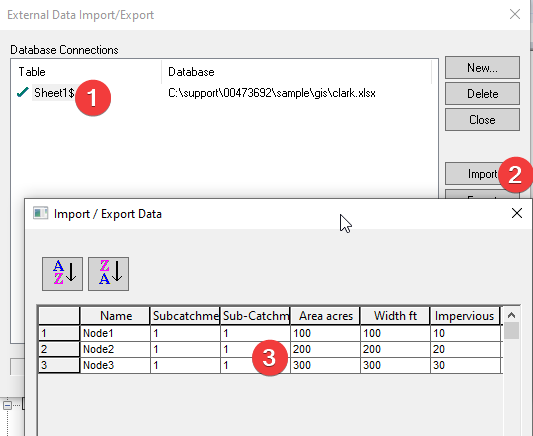 External Data Import/Export
Database Connections
Table Database
Sheet1$ C:\support\00473692\sample\gis\clark.xlsx
1
New...
Delete
Close
Import
2
Import / Export Data
A Z
Z A
Name Subcatchme Sub-Catchm Area acres Width ft Impervious
1 Node1 1 1 100 100 10
2 Node2 1 1 200 200 20
3 Node3 1 1 300 300 30
3